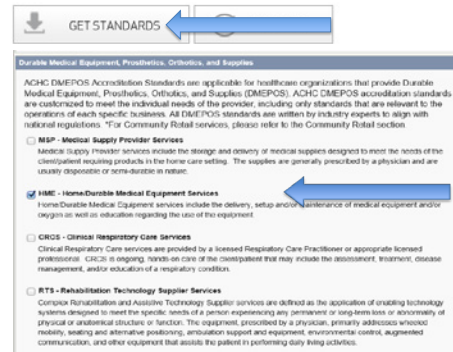 GET STANDARDS
Durable Medical Equipment, Prosthetics, Orthotics, and Supplies
ACHC DMEPOS Accreditation Standards are applicable for healthcare organizations that provide Durable
Medical Equipment, Prosthetics, Orthotics, and Supplies (DMEPOS). ACHC DMEPOS accreditation standards
are customized to meet the individual needs of the provider, including only standards that are relevant to the
operations of each specific business. All DMEPOS standards are written by industry experts to align with
national regulations. *For Community Retail services, please refer to the Community Retail section
MSP - Medical Supply Provider Services
Medical Supply Provider services include the storage and delivery of medical supplies designed to meet the needs of the
client/patient requiring products in the home care setting. The supplies are generally prescribed by a physician and are
usually disposable or semi-durable in nature.
HME - Home/Durable Medical Equipment Services
Home/Durable Medical Equipment services include the delivery, setup and/or maintenance of medical equipment and/or
oxygen as well as education regarding the use of the equipment
CRCS - Clinical Respiratory Care Services
Clinical Respiratory Care services are provided by a licensed Respiratory Care Practitioner or appropriate licensed
professional. CRCS is ongoing, hands-on care of the client/patient that may include the assessment, treatment, disease
management, and/or education of a respiratory condition.
RTS - Rehabilitation Technology Supplier Services
Complex Rehabilitation and Assistive Technology Supplier services are defined as the application of enabling technology
systems designed to meet the specific needs of a person experiencing any permanent or long-term loss or abnormality of
physical or anatomical structure or function. The equipment, prescribed by a physician, primarily addresses wheeled
mobility, seating and alternative positioning, ambulation support and equipment, environmental control, augmented
communication, and other equipment that assists the patient in performing daily living activities.